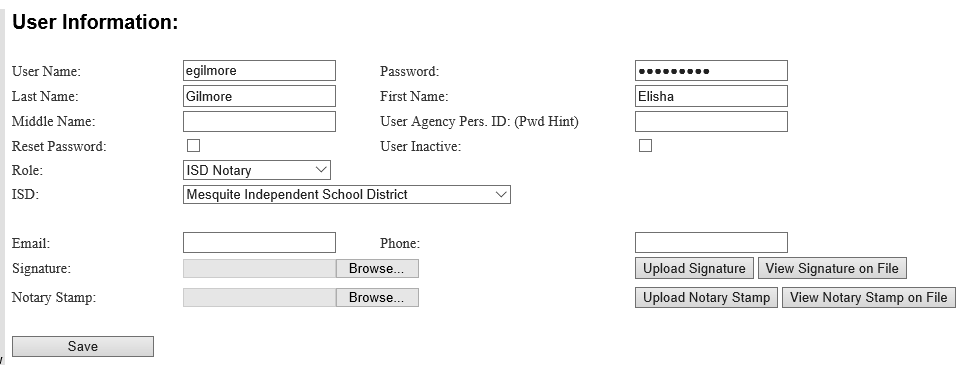 User Information:
User Name: egilmore Password: •••••••••
Last Name: Gilmore First Name: Elisha
Middle Name: User Agency Pers. ID: (Pwd Hint)
Reset Password: User Inactive:
Role: ISD Notary
ISD: Mesquite Independent School District
Email: Phone:
Signature: Browse... Upload Signature View Signature on File
Notary Stamp: Browse... Upload Notary Stamp View Notary Stamp on File
Save